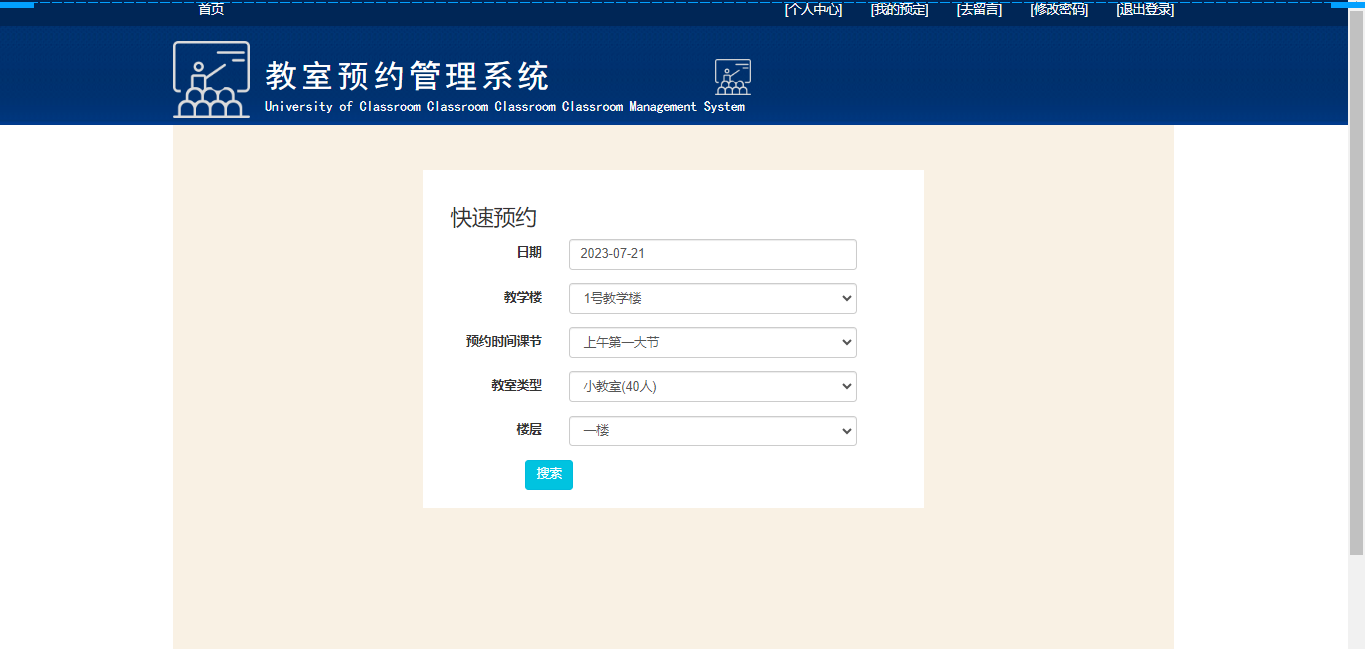 首页 [个人中心] [我的预定] [去留言] [修改密码] [退出登录]
教室预约管理系统
University of Classroom Classroom Classroom Classroom Management System
快速预约
日期 2023-07-21
教学楼 1号教学楼
预约时间课节 上午第一大节
教室类型 小教室(40人)
楼层 一楼
搜索